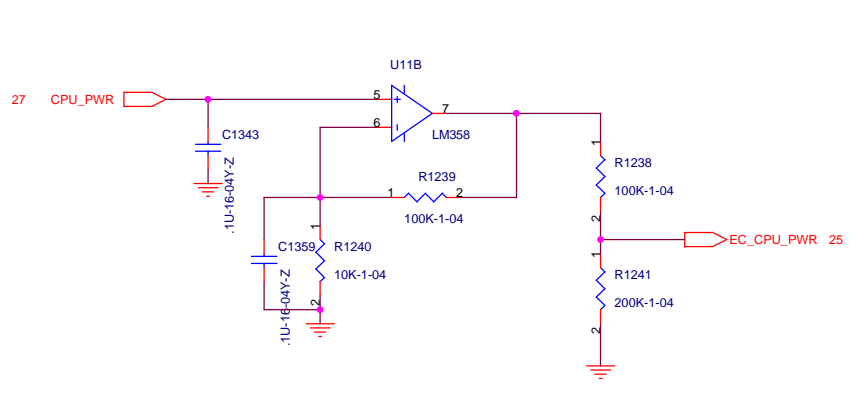 U11B
27 CPU_PWR
5
+
7
6
-
LM358
C1343
.1U-16-04Y-Z
R1239
1
2
100K-1-04
1
R1238
100K-1-04
2
EC_CPU_PWR 25
1
C1359
R1240
10K-1-04
2
.1U-16-04Y-Z
1
R1241
200K-1-04
2